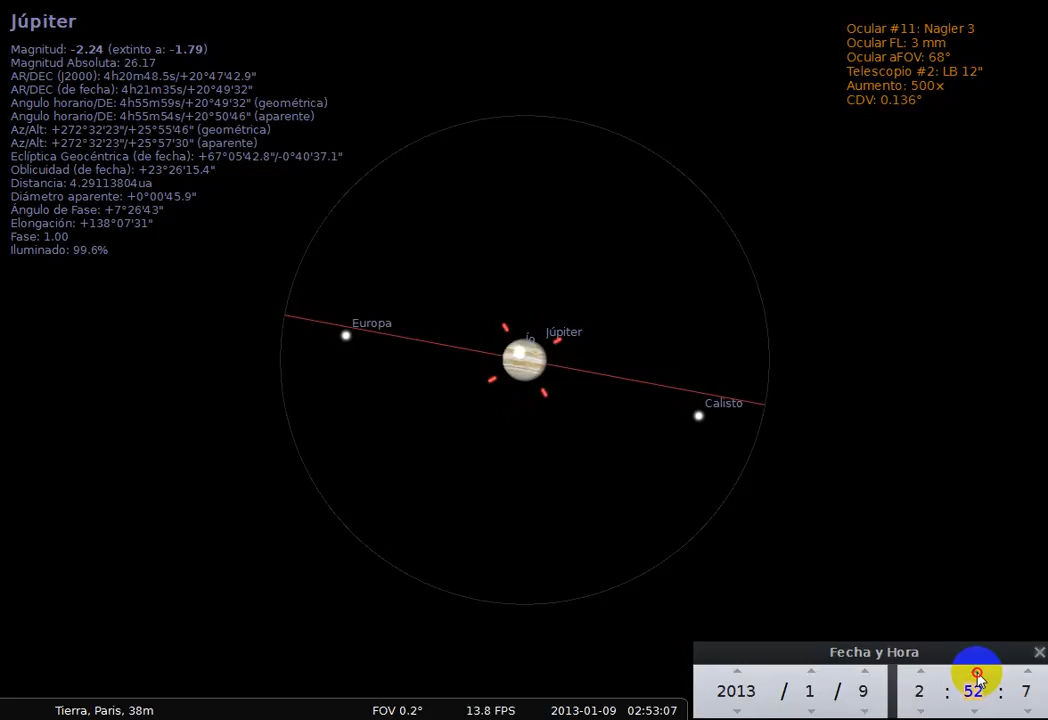 Júpiter
Magnitud: -2.24 (extinto a: -1.79)
Magnitud Absoluta: 26.17
AR/DEC (J2000): 4h20m48.5s/+20°47'42.9"
AR/DEC (de fecha): 4h21m35s/+20°49'32"
Angulo horario/DE: 4h55m59s/+20°49'32" (geométrica)
Angulo horario/DE: 4h55m54s/+20°50'46" (aparente)
Az/Alt: +272°32'23"/+25°55'46" (geométrica)
Az/Alt: +272°32'23"/+25°57'30" (aparente)
Eclíptica Geocéntrica (de fecha): +67°05'42.8"/-0°40'37.1"
Oblicuidad (de fecha): +23°26'15.4"
Distancia: 4.29113804ua
Diámetro aparente: +0°00'45.9"
Ángulo de Fase: +7°26'43"
Elongación: +138°07'31"
Fase: 1.00
Iluminado: 99.6%
Ocular #11: Nagler 3
Ocular FL: 3 mm
Ocular aFOV: 68°
Telescopio #2: LB 12"
Aumento: 500×
CDV: 0.136°
Europa
Ío
Júpiter
Calisto
Fecha y Hora
2013 / 1 / 9 2 : 52 : 7
Tierra, Paris, 38m FOV 0.2° 13.8 FPS 2013-01-09 02:53:07